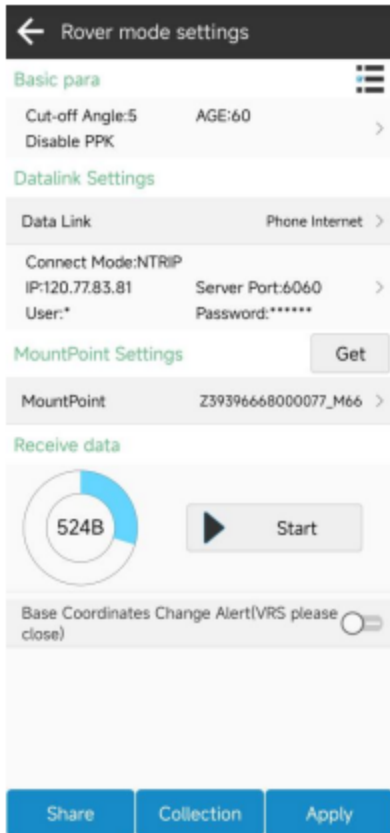 Rover mode settings
Basic para
Cut-off Angle:5 AGE:60
Disable PPK
Datalink Settings
Data Link Phone Internet
Connect Mode:NTRIP
IP:120.77.83.81 Server Port:6060
User:* Password:******
MountPoint Settings Get
MountPoint Z39396668000077_M66
Receive data
524B Start
Base Coordinates Change Alert(VRS please
close)
Share Collection Apply